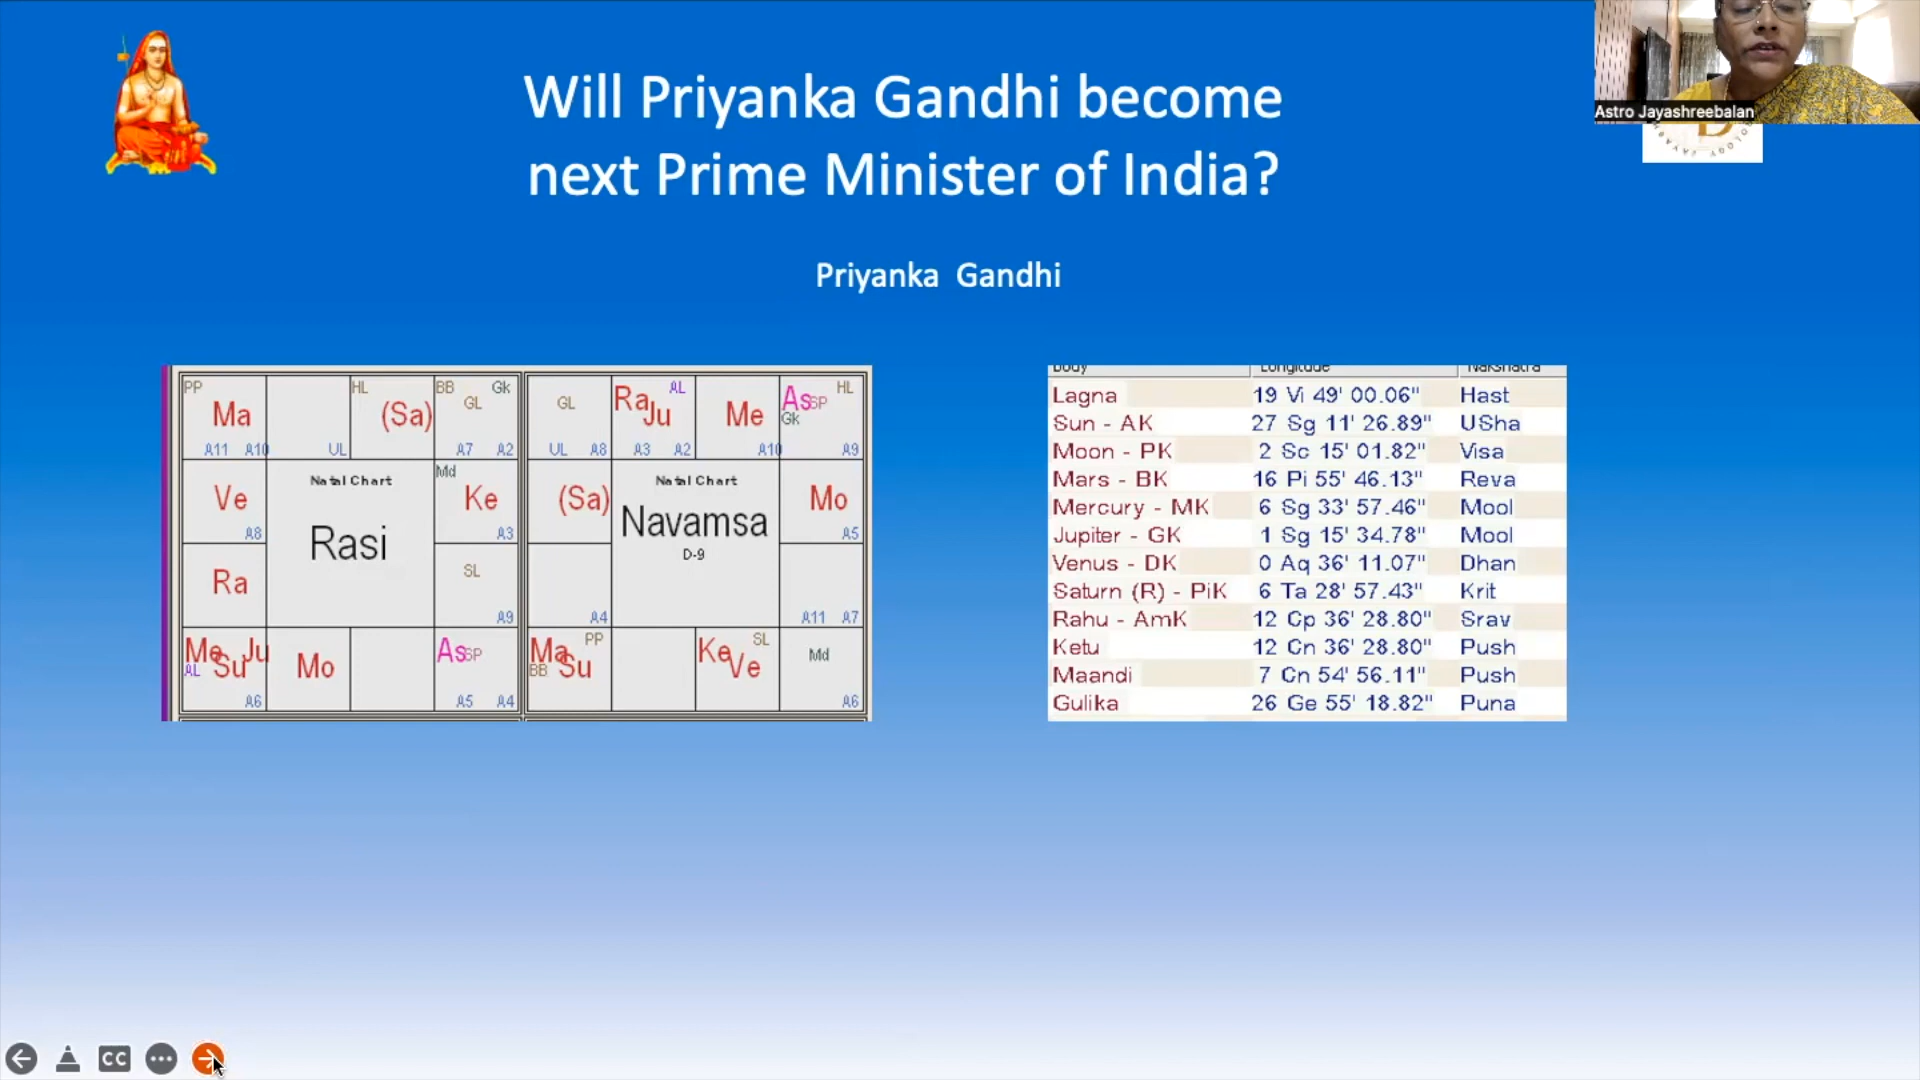 Will Priyanka Gandhi become
next Prime Minister of India?
Astro Jayashreebalan
Priyanka Gandhi
PP Ma A11 A10
UL
HL (Sa)
BB Gk GL A7 A2
Ve A8
Natal Chart
Rasi
Md Ke A3
Ra
SL A9
Me Su Ju AL A6
Mo
As SP A5 A4
GL UL A8
Ra Ju AL A3 A2
Me A10
As SP HL Gk A9
(Sa)
Natal Chart
Navamsa
D-9
Mo A5
A4
A11 A7
Ma Su PP BB
Ke Ve SL
Md A6
Body Longitude Nakshatra
Lagna 19 Vi 49' 00.06" Hast
Sun - AK 27 Sg 11' 26.89" USha
Moon - PK 2 Sc 15' 01.82" Visa
Mars - BK 16 Pi 55' 46.13" Reva
Mercury - MK 6 Sg 33' 57.46" Mool
Jupiter - GK 1 Sg 15' 34.78" Mool
Venus - DK 0 Aq 36' 11.07" Dhan
Saturn (R) - PiK 6 Ta 28' 57.43" Krit
Rahu - AmK 12 Cp 36' 28.80" Srav
Ketu 12 Cn 36' 28.80" Push
Maandi 7 Cn 54' 56.11" Push
Gulika 26 Ge 55' 18.82" Puna
CC